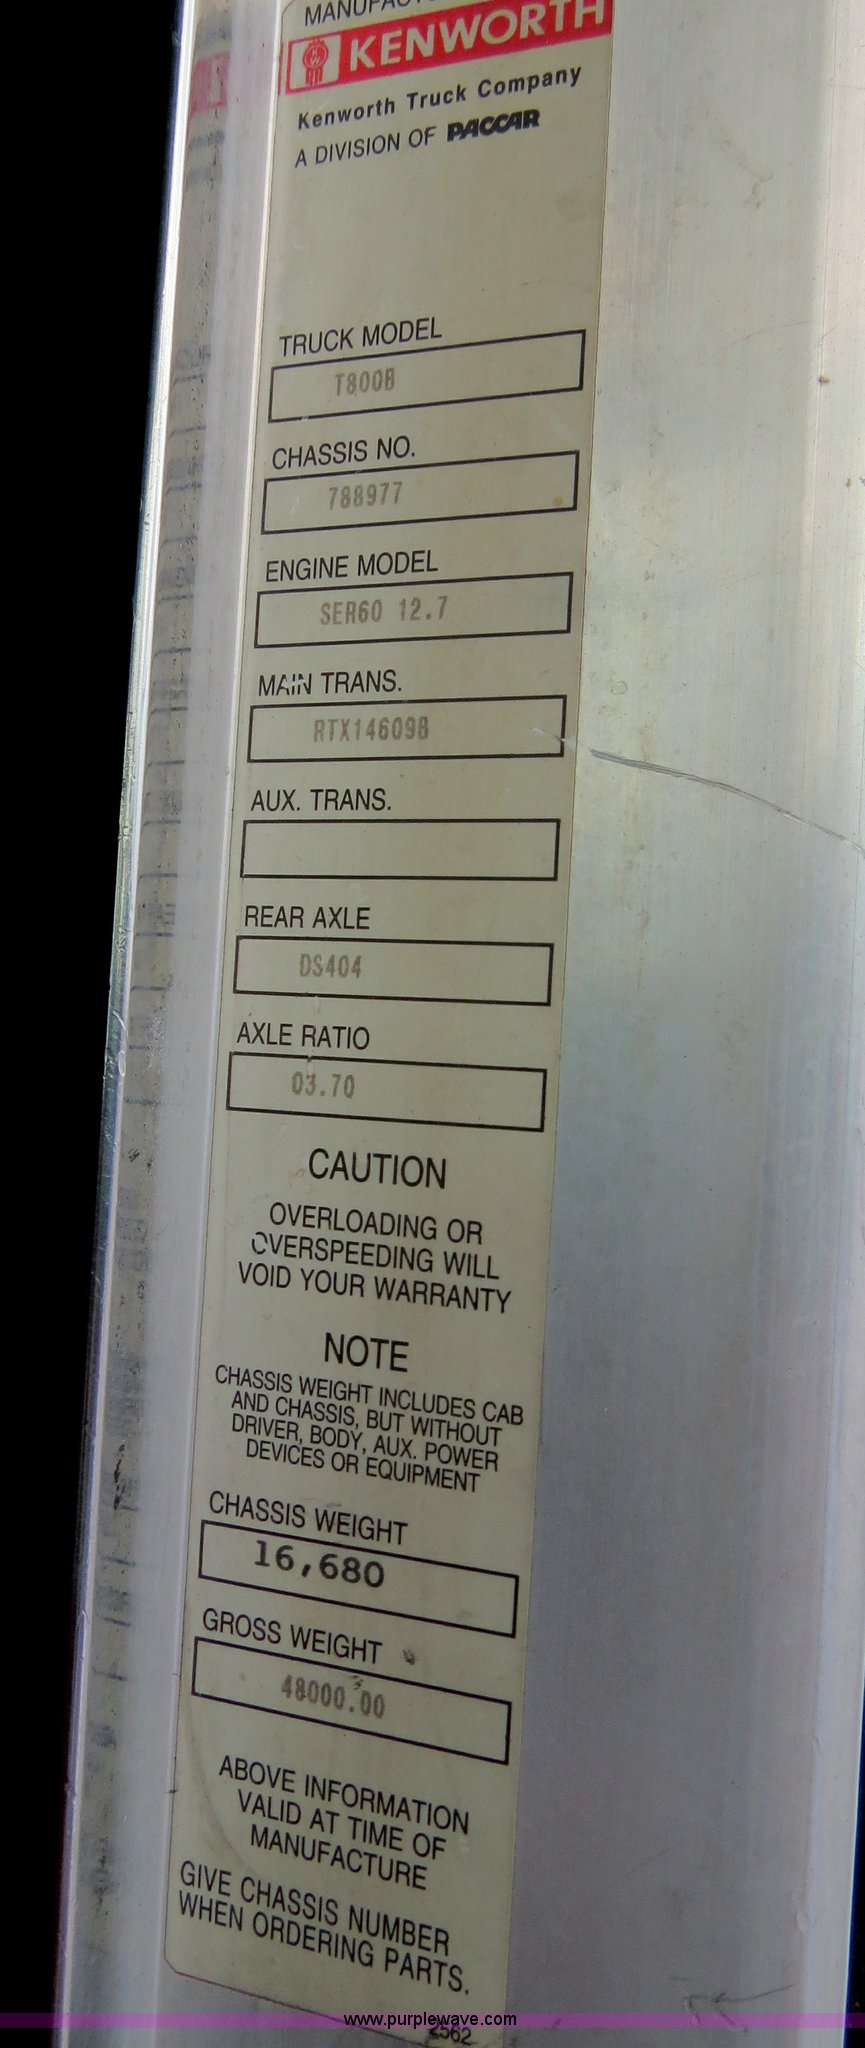 KENWORTH
Kenworth Truck Company
A DIVISION OF PACCAR
TRUCK MODEL
T800B
CHASSIS NO.
788977
ENGINE MODEL
SER60 12.7
MAIN TRANS.
RTX14609B
AUX. TRANS.
REAR AXLE
DS404
AXLE RATIO
03.70
CAUTION
OVERLOADING OR
OVERSPEEDING WILL
VOID YOUR WARRANTY
NOTE
CHASSIS WEIGHT INCLUDES CAB
AND CHASSIS, BUT WITHOUT
DRIVER, BODY, AUX. POWER
DEVICES OR EQUIPMENT
CHASSIS WEIGHT
16,680
GROSS WEIGHT
48000.00
ABOVE INFORMATION
VALID AT TIME OF
MANUFACTURE
GIVE CHASSIS NUMBER
WHEN ORDERING PARTS.
www.purplewave.com
2562